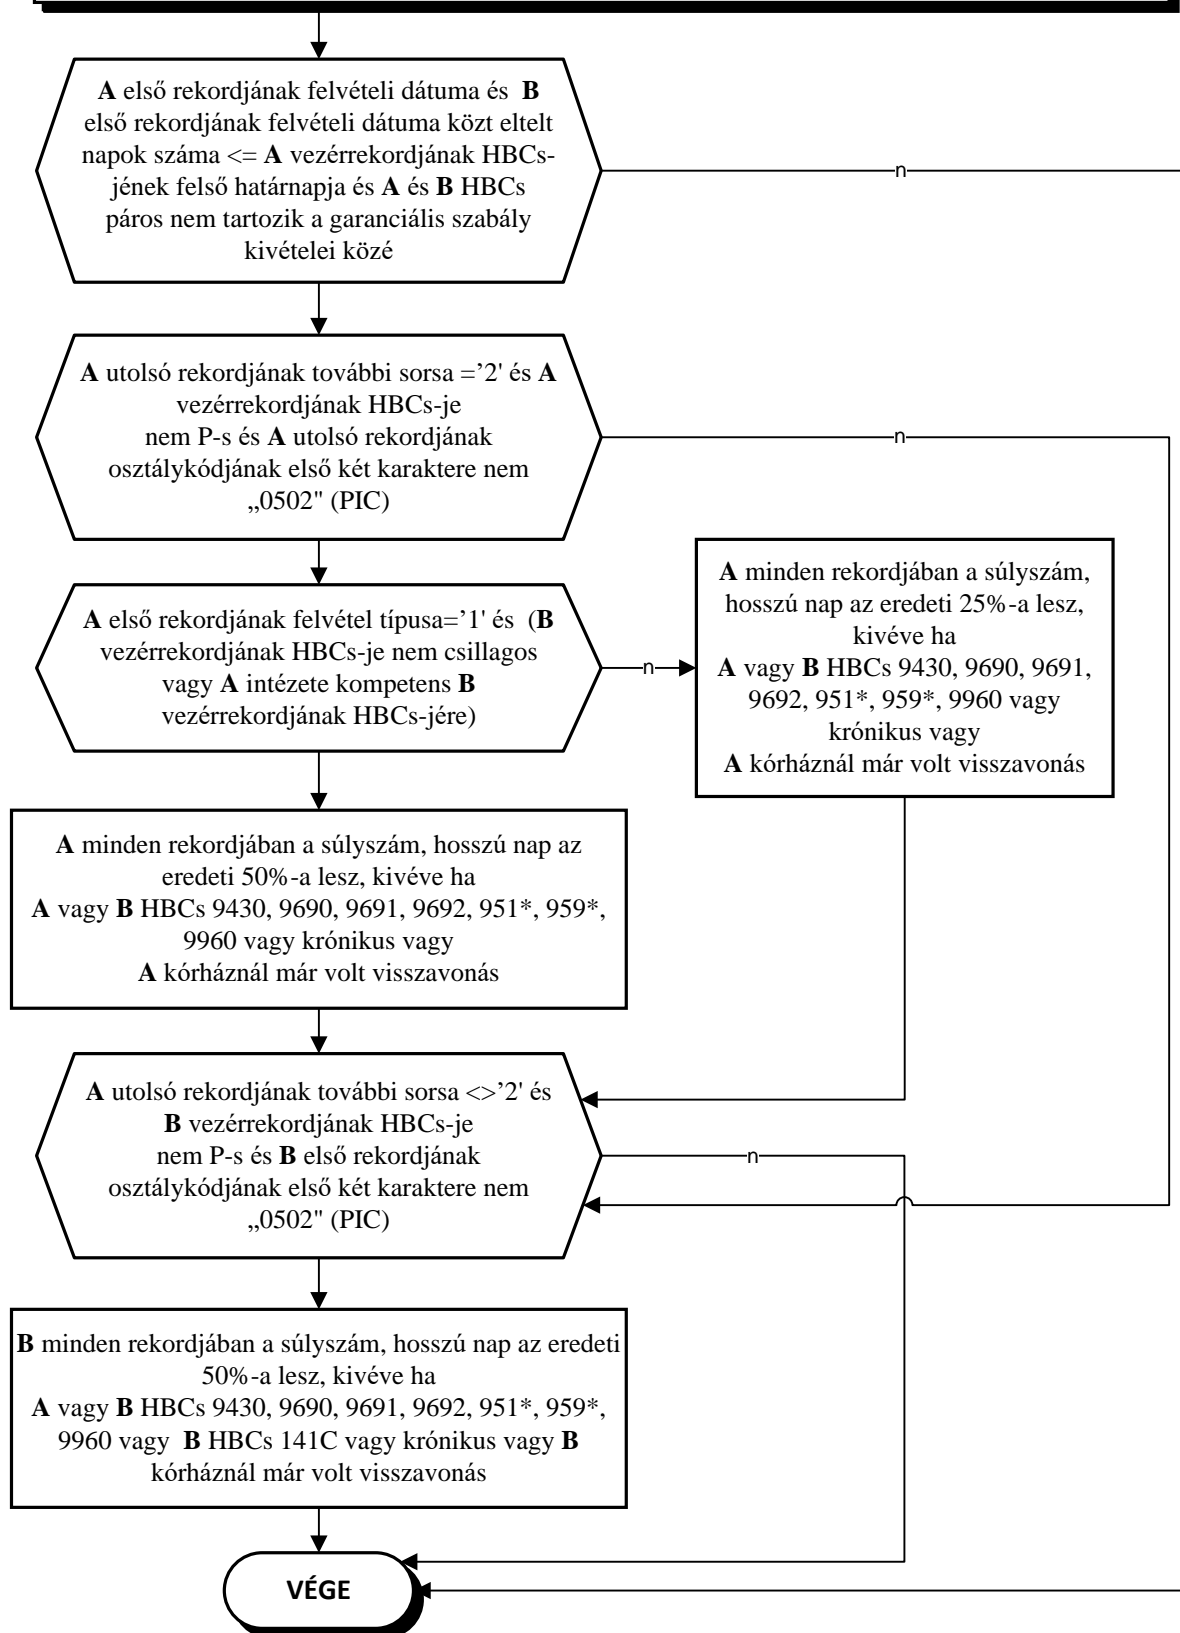 A első rekordjának felvételi dátuma és B
első rekordjának felvételi dátuma közt eltelt
napok száma <= A vezérrekordjának HBCs-
jének felső határnapja és A és B HBCs
páros nem tartozik a garanciális szabály
kivételei közé
n
A utolsó rekordjának további sorsa =’2' és A
vezérrekordjának HBCs-je
nem P-s és A utolsó rekordjának
osztálykódjának első két karaktere nem
„0502" (PIC)
n
A első rekordjának felvétel típusa=’1' és (B
vezérrekordjának HBCs-je nem csillagos
vagy A intézete kompetens B
vezérrekordjának HBCs-jére)
n
A minden rekordjában a súlyszám,
hosszú nap az eredeti 25%-a lesz,
kivéve ha
A vagy B HBCs 9430, 9690, 9691,
9692, 951*, 959*, 9960 vagy
krónikus vagy
A kórháznál már volt visszavonás
A minden rekordjában a súlyszám, hosszú nap az
eredeti 50%-a lesz, kivéve ha
A vagy B HBCs 9430, 9690, 9691, 9692, 951*, 959*,
9960 vagy krónikus vagy
A kórháznál már volt visszavonás
A utolsó rekordjának további sorsa <>’2' és
B vezérrekordjának HBCs-je
nem P-s és B első rekordjának
osztálykódjának első két karaktere nem
„0502" (PIC)
n
B minden rekordjában a súlyszám, hosszú nap az eredeti
50%-a lesz, kivéve ha
A vagy B HBCs 9430, 9690, 9691, 9692, 951*, 959*,
9960 vagy B HBCs 141C vagy krónikus vagy B
kórháznál már volt visszavonás
VÉGE